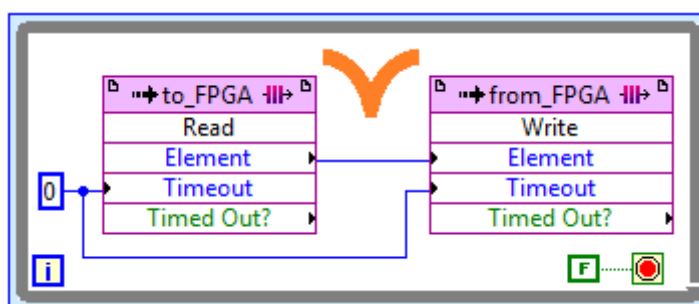 to_FPGA
Read
Element
Timeout
Timed Out?
from_FPGA
Write
Element
Timeout
Timed Out?
0
i
F